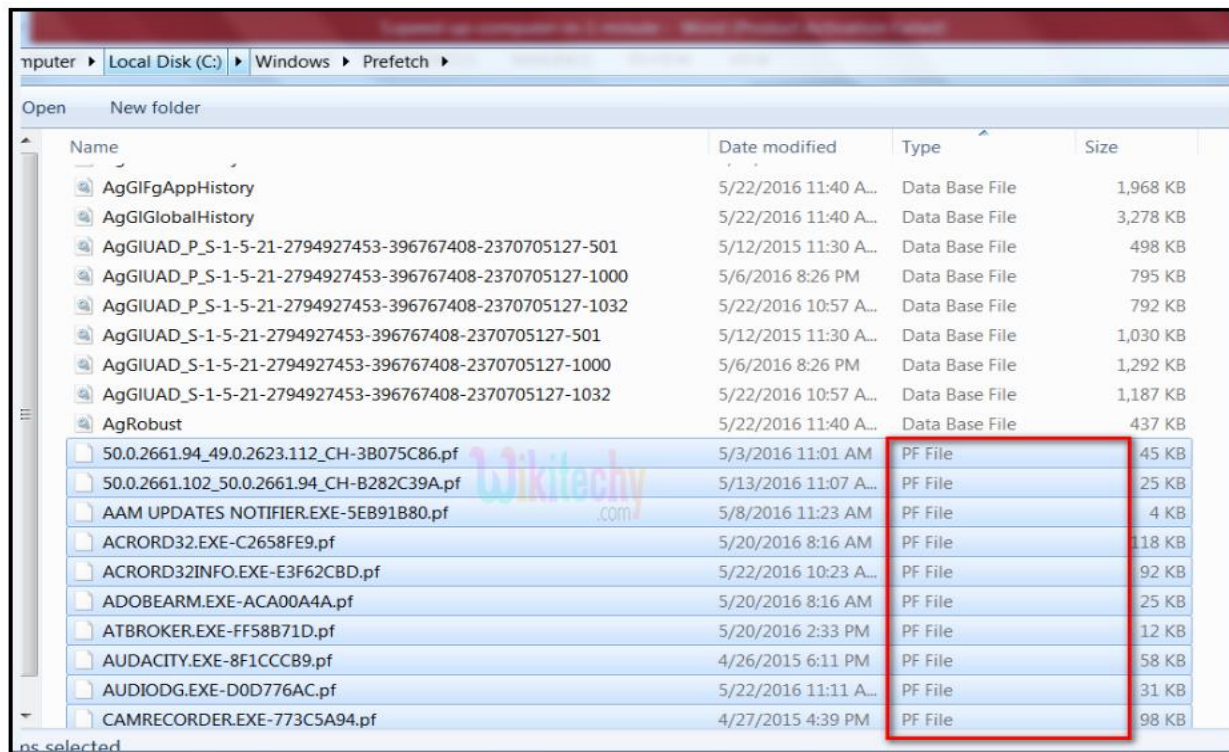 mputer ▸ Local Disk (C:) ▸ Windows ▸ Prefetch ▸
Open New folder
Name Date modified Type Size
AgGlFgAppHistory 5/22/2016 11:40 A... Data Base File 1,968 KB
AgGlGlobalHistory 5/22/2016 11:40 A... Data Base File 3,278 KB
AgGlUAD_P_S-1-5-21-2794927453-396767408-2370705127-501 5/12/2015 11:30 A... Data Base File 498 KB
AgGlUAD_P_S-1-5-21-2794927453-396767408-2370705127-1000 5/6/2016 8:26 PM Data Base File 795 KB
AgGlUAD_P_S-1-5-21-2794927453-396767408-2370705127-1032 5/22/2016 10:57 A... Data Base File 792 KB
AgGlUAD_S-1-5-21-2794927453-396767408-2370705127-501 5/12/2015 11:30 A... Data Base File 1,030 KB
AgGlUAD_S-1-5-21-2794927453-396767408-2370705127-1000 5/6/2016 8:26 PM Data Base File 1,292 KB
AgGlUAD_S-1-5-21-2794927453-396767408-2370705127-1032 5/22/2016 10:57 A... Data Base File 1,187 KB
AgRobust 5/22/2016 11:40 A... Data Base File 437 KB
50.0.2661.94_49.0.2623.112_CH-3B075C86.pf 5/3/2016 11:01 AM PF File 45 KB
50.0.2661.102_50.0.2661.94_CH-B282C39A.pf 5/13/2016 11:07 A... PF File 25 KB
Wikitechy
.com
AAM UPDATES NOTIFIER.EXE-5EB91B80.pf 5/8/2016 11:23 AM PF File 4 KB
ACRORD32.EXE-C2658FE9.pf 5/20/2016 8:16 AM PF File 118 KB
ACRORD32INFO.EXE-E3F62CBD.pf 5/22/2016 10:23 A... PF File 92 KB
ADOBEARM.EXE-ACA00A4A.pf 5/20/2016 8:16 AM PF File 25 KB
ATBROKER.EXE-FF58B71D.pf 5/20/2016 2:33 PM PF File 12 KB
AUDACITY.EXE-8F1CCCB9.pf 4/26/2015 6:11 PM PF File 58 KB
AUDIODG.EXE-D0D776AC.pf 5/22/2016 11:11 A... PF File 31 KB
CAMRECORDER.EXE-773C5A94.pf 4/27/2015 4:39 PM PF File 98 KB
ns selected